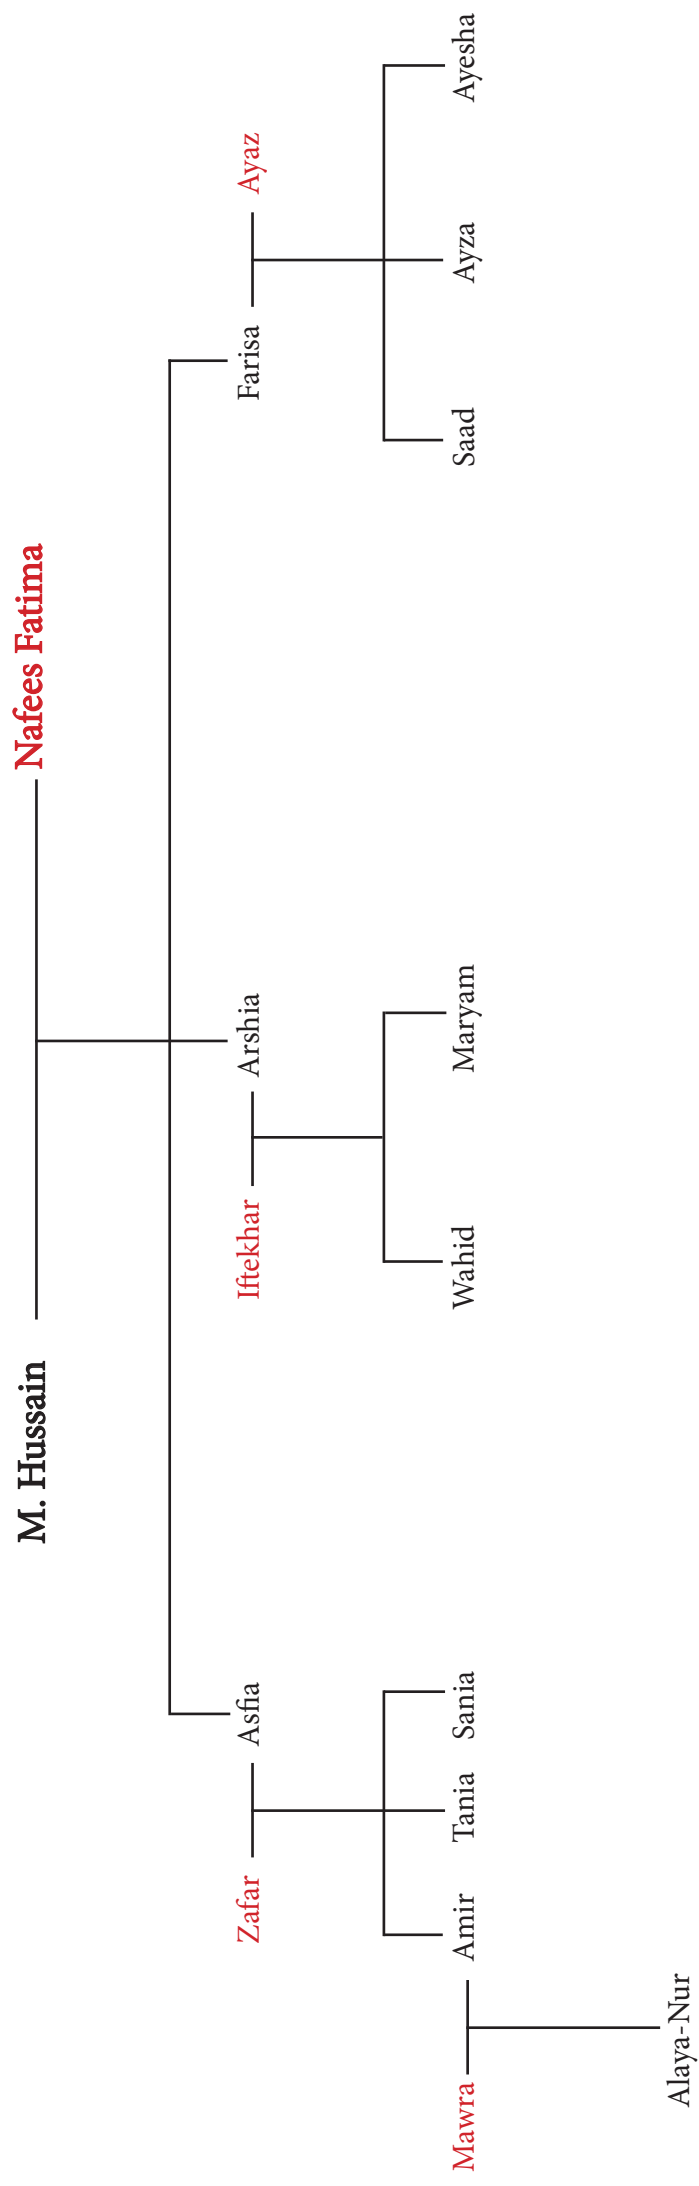 M. Hussain
Nafees Fatima
Zafar
Asfia
Iftekhar
Arshia
Farisa
Ayaz
Mawra
Amir
Tania
Sania
Wahid
Maryam
Saad
Ayza
Ayesha
Alaya-Nur